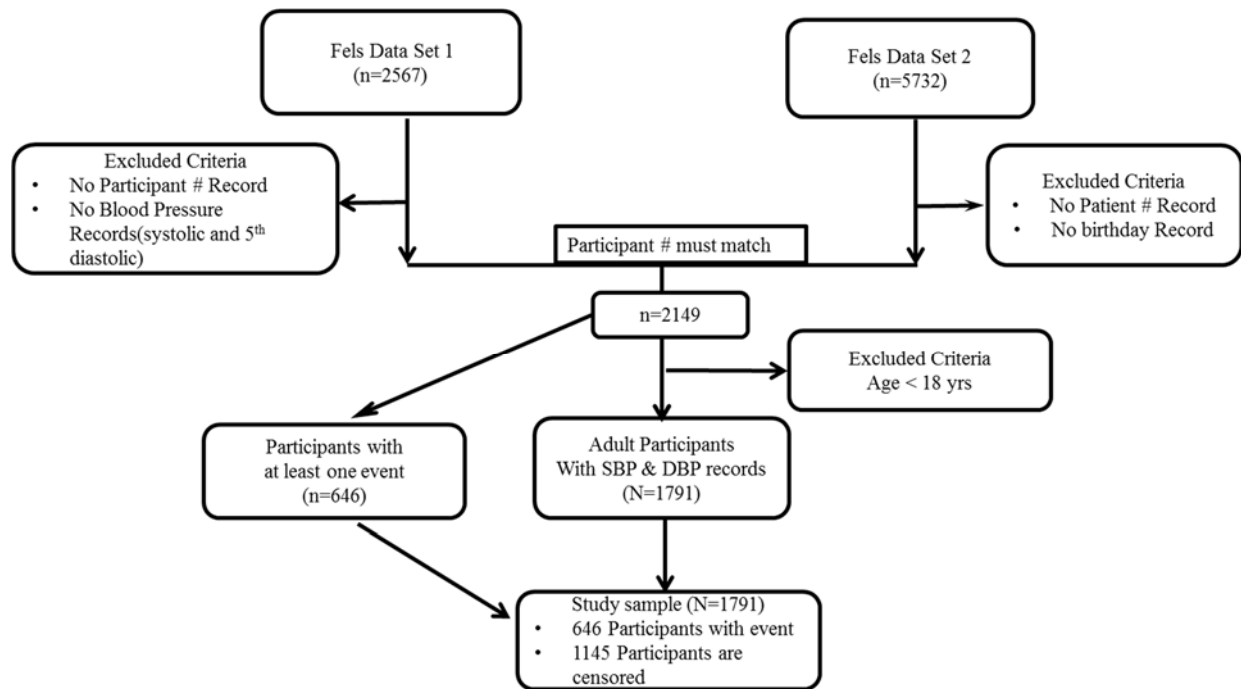 Fels Data Set 1
(n=2567)
Fels Data Set 2
(n=5732)
Excluded Criteria
• No Participant # Record
• No Blood Pressure
Records(systolic and 5th
diastolic)
Excluded Criteria
• No Patient # Record
• No birthday Record
Participant # must match
n=2149
Excluded Criteria
Age < 18 yrs
Participants with
at least one event
(n=646)
Adult Participants
With SBP & DBP records
(N=1791)
Study sample (N=1791)
• 646 Participants with event
• 1145 Participants are
censored